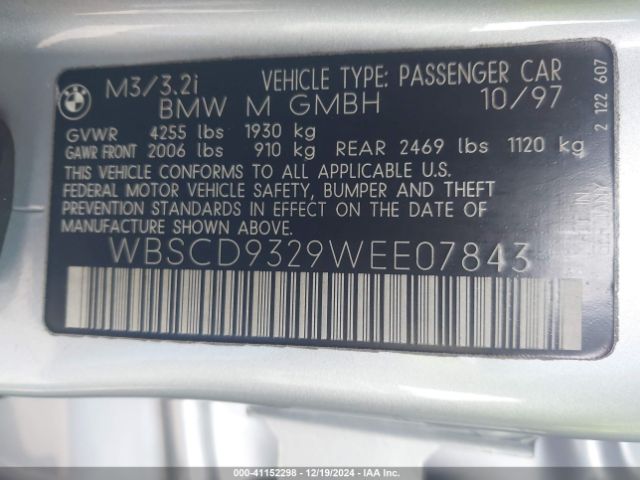 BMW
M3/3.2i VEHICLE TYPE: PASSENGER CAR
BMW M GMBH 10/97
GVWR 4255 lbs 1930 kg
GAWR FRONT 2006 lbs 910 kg REAR 2469 lbs 1120 kg
THIS VEHICLE CONFORMS TO ALL APPLICABLE U.S.
FEDERAL MOTOR VEHICLE SAFETY, BUMPER AND THEFT
PREVENTION STANDARDS IN EFFECT ON THE DATE OF
MANUFACTURE SHOWN ABOVE.
WBSCD9329WEE07843
2 122 607
000-41152298 - 12/19/2024 - IAA Inc.